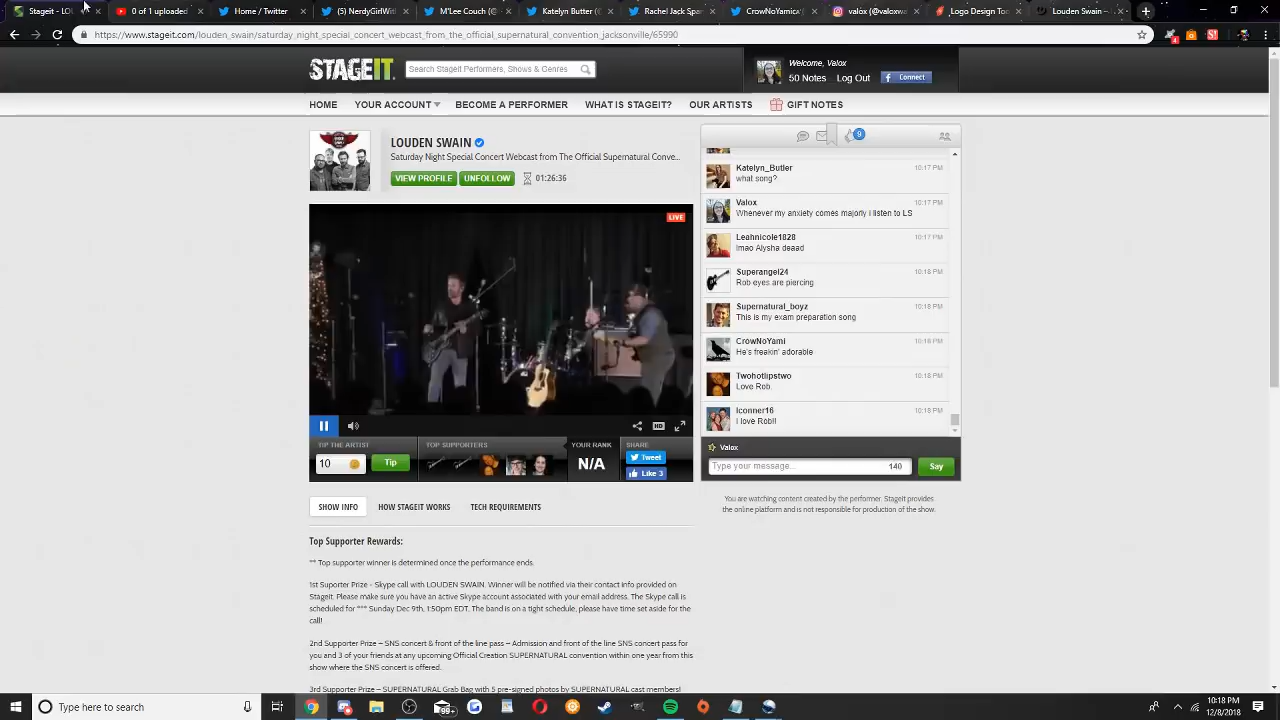 Stageit - LOU
0 of 1 uploaded
Home / Twitter
(5) NeryGirlWit
(4) Louden S
Katelyn Butter (
Rachel Jack Sp
CrowNoYami (
valox (@valox
Logo Design To
Louden Swain –
https://www.stageit.com/louden_swain/saturday_night_special_concert_webcast_from_the_official_supernatural_convention_jacksonville/65990
STAGEIT.
Search Stageit Performers, Shows & Genres
Welcome, Valox
50 Notes Log Out Connect
HOME YOUR ACCOUNT BECOME A PERFORMER WHAT IS STAGEIT? OUR ARTISTS GIFT NOTES
LOUDEN SWAIN
Saturday Night Special Concert Webcast from The Official Supernatural Conve...
VIEW PROFILE UNFOLLOW 01:26:36
LIVE
HD
TIP THE ARTIST TOP SUPPORTERS YOUR RANK SHARE
10 Tip N/A Tweet
Like 3
9
Katelyn_Butler 10:17 PM
what song?
Valox 10:17 PM
Whenever my anxiety comes majorly i listen to LS
Leahnicole1828 10:17 PM
lmao Alysha deaad
Superangel24 10:18 PM
Rob eyes are piercing
Supernatural_boyz 10:18 PM
This is my exam preparation song
CrowNoYami 10:18 PM
He's freakin' adorable
Twohotlipstwo 10:18 PM
Love Rob.
lconner16 10:18 PM
I love Rob!!
Valox
Type your message... 140 Say
You are watching content created by the performer. Stageit provides
the online platform and is not responsible for production of the show.
SHOW INFO HOW STAGEIT WORKS TECH REQUIREMENTS
Top Supporter Rewards:
** Top supporter winner is determined once the performance ends.
1st Suporter Prize - Skype call with LOUDEN SWAIN. Winner will be notified via their contact info provided on
Stageit. Please make sure you have an active Skype account associated with your email address. The Skype call is
scheduled for *** Sunday Dec 9th, 1:50pm EDT. The band is on a tight schedule, please have time set aside for the
call!
2nd Supporter Prize – SNS concert & front of the line pass – Admission and front of the line SNS concert pass for
you and 3 of your friends at any upcoming Official Creation SUPERNATURAL convention within one year from this
show where the SNS concert is offered.
3rd Supporter Prize – SUPERNATURAL Grab Bag with 5 pre-signed photos by SUPERNATURAL cast members!
Type here to search
99+
10:18 PM
12/8/2018